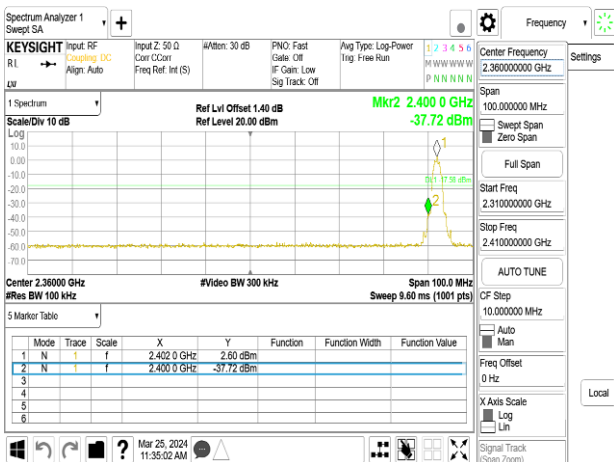 Spectrum Analyzer 1
Swept SA
+
Frequency
KEYSIGHT
R L
LW
Input: RF
Coupling: DC
Align: Auto
Input Z: 50 Ω
Corr CCorr
Freq Ref: Int (S)
#Atten: 30 dB
PNO: Fast
Gate: Off
IF Gain: Low
Sig Track: Off
Avg Type: Log-Power
Trig: Free Run
1 2 3 4 5 6
M W W W W W
P N N N N N
Center Frequency
2.360000000 GHz
Settings
Span
100.000000 MHz
Swept Span
Zero Span
Full Span
Start Freq
2.310000000 GHz
Stop Freq
2.410000000 GHz
AUTO TUNE
CF Step
10.000000 MHz
Auto
Man
Freq Offset
0 Hz
X Axis Scale
Log
Lin
Signal Track
(Span Zoom)
Local
1 Spectrum
Scale/Div 10 dB
Ref Lvl Offset 1.40 dB
Ref Level 20.00 dBm
Mkr2 2.400 0 GHz
-37.72 dBm
Log
10.0
0.00
-10.0
-20.0
-30.0
-40.0
-50.0
-60.0
-70.0
1
2
Center 2.36000 GHz
#Res BW 100 kHz
#Video BW 300 kHz
Span 100.0 MHz
Sweep 9.60 ms (1001 pts)
5 Marker Table
Mode Trace Scale X Y Function Function Width Function Value
1 N 1 f 2.402 0 GHz 2.60 dBm
2 N 1 f 2.400 0 GHz -37.72 dBm
3
4
5
6
?
Mar 25, 2024
11:35:02 AM